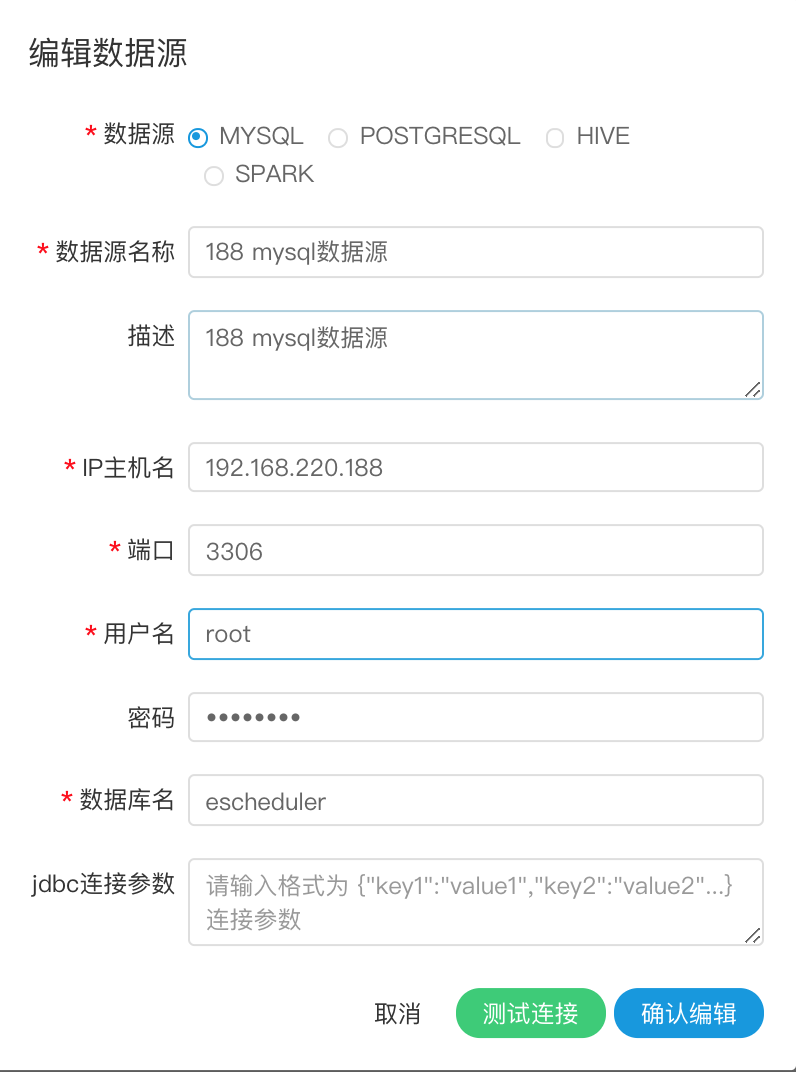 编辑数据源
* 数据源 MYSQL POSTGRESQL HIVE
SPARK
* 数据源名称 188 mysql数据源
描述 188 mysql数据源
* IP主机名 192.168.220.188
* 端口 3306
* 用户名 root
密码 ••••••••
* 数据库名 escheduler
jdbc连接参数 请输入格式为 {"key1":"value1","key2":"value2"...}
连接参数
取消 测试连接 确认编辑